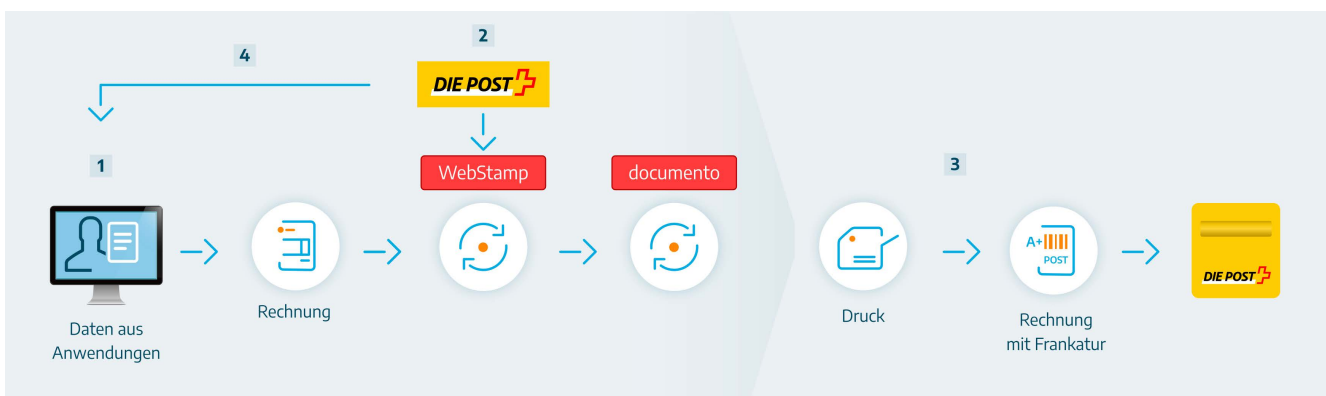 4
2
DIE POST
1
WebStamp
documento
3
A+
POST
DIE POST
Rechnung
Druck
Daten aus
Anwendungen
Rechnung
mit Frankatur